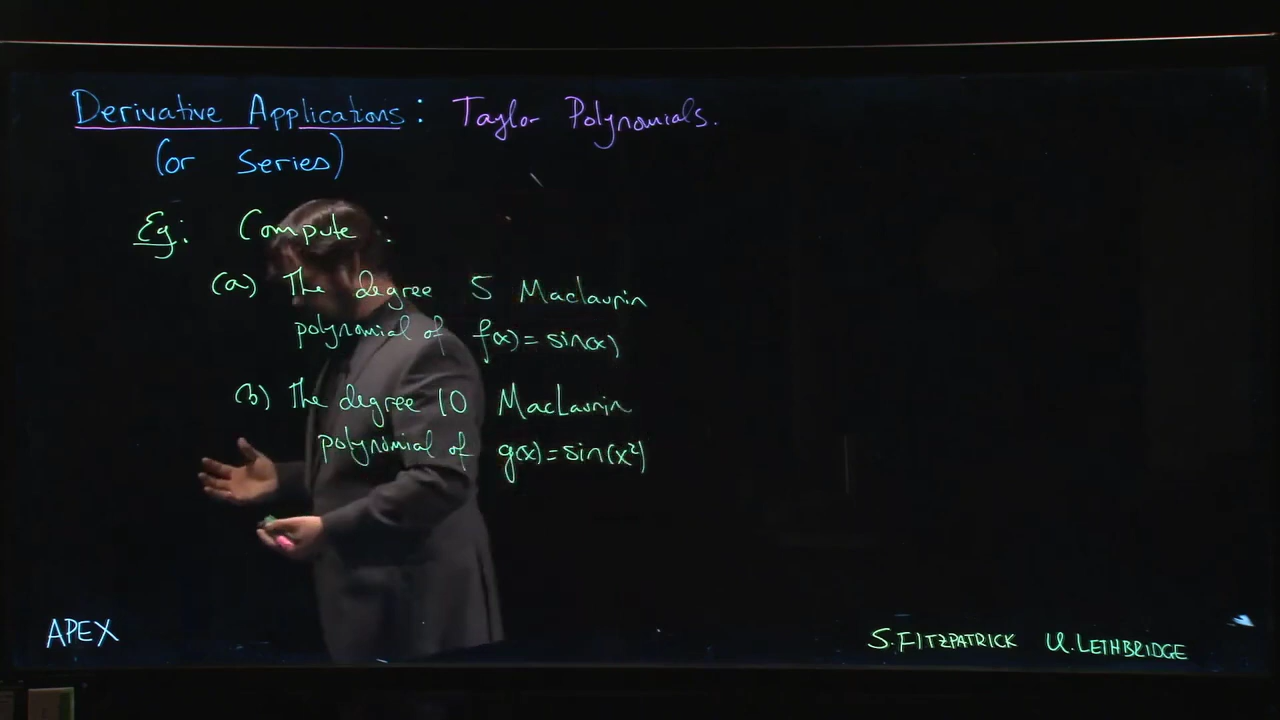 Derivative Applications: Taylor Polynomials.
(or Series)
Eg: Compute:
(a) The degree 5 Maclaurin
polynomial of f(x)=sin(x)
(b) The degree 10 MacLaurin
polynomial of g(x)=sin(x²)
APEX
S.FITZPATRICK U.LETHBRIDGE